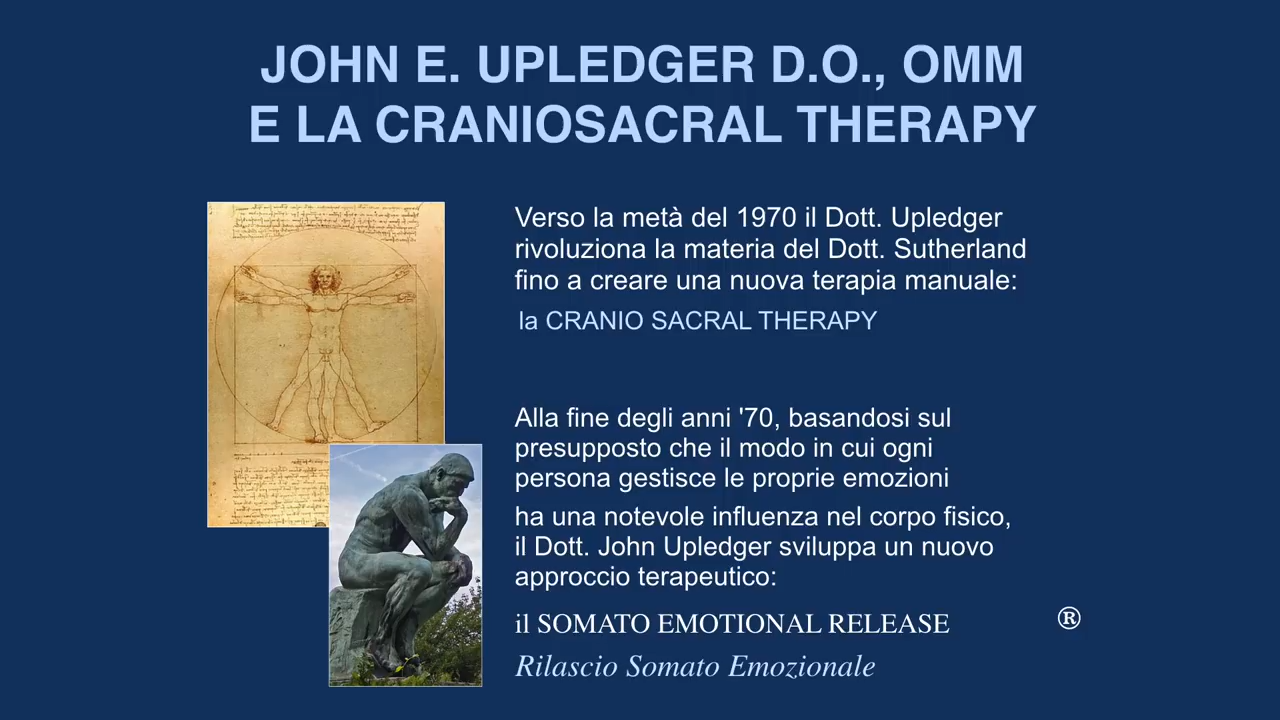 JOHN E. UPLEDGER D.O., OMM
E LA CRANIOSACRAL THERAPY
Verso la metà del 1970 il Dott. Upledger
rivoluziona la materia del Dott. Sutherland
fino a creare una nuova terapia manuale:
la CRANIO SACRAL THERAPY
Alla fine degli anni '70, basandosi sul
presupposto che il modo in cui ogni
persona gestisce le proprie emozioni
ha una notevole influenza nel corpo fisico,
il Dott. John Upledger sviluppa un nuovo
approccio terapeutico:
il SOMATO EMOTIONAL RELEASE ®
Rilascio Somato Emozionale